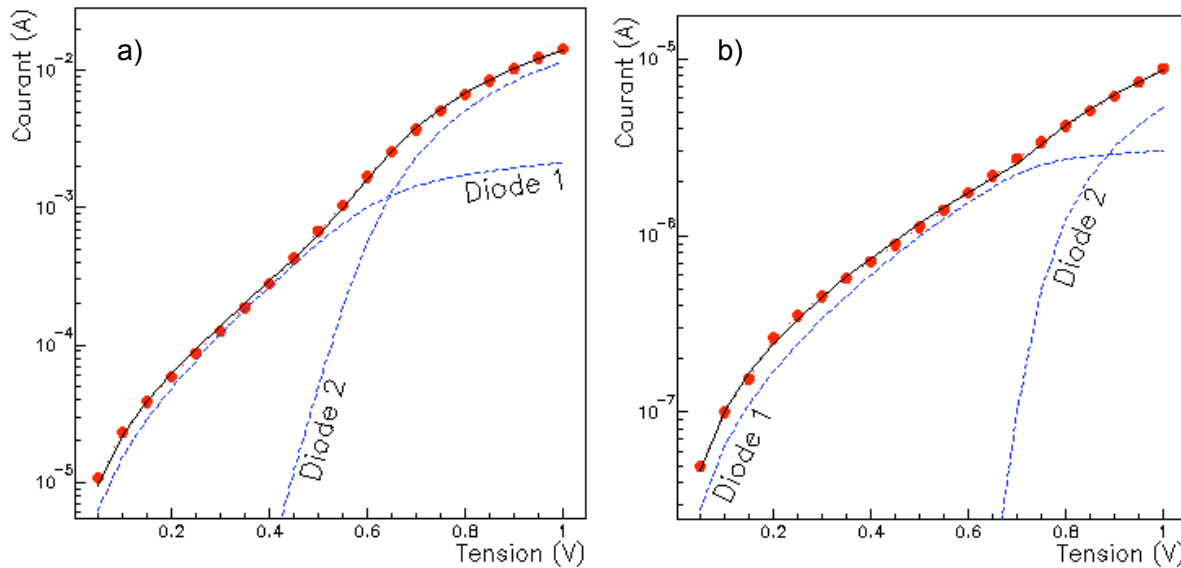 a)
Courant (A)
10⁻²
10⁻³
10⁻⁴
10⁻⁵
Diode 1
Diode 2
0.2
0.4
0.6
0.8
1
Tension (V)
b)
Courant (A)
10⁻⁵
10⁻⁶
10⁻⁷
Diode 1
Diode 2
0.2
0.4
0.6
0.8
1
Tension (V)